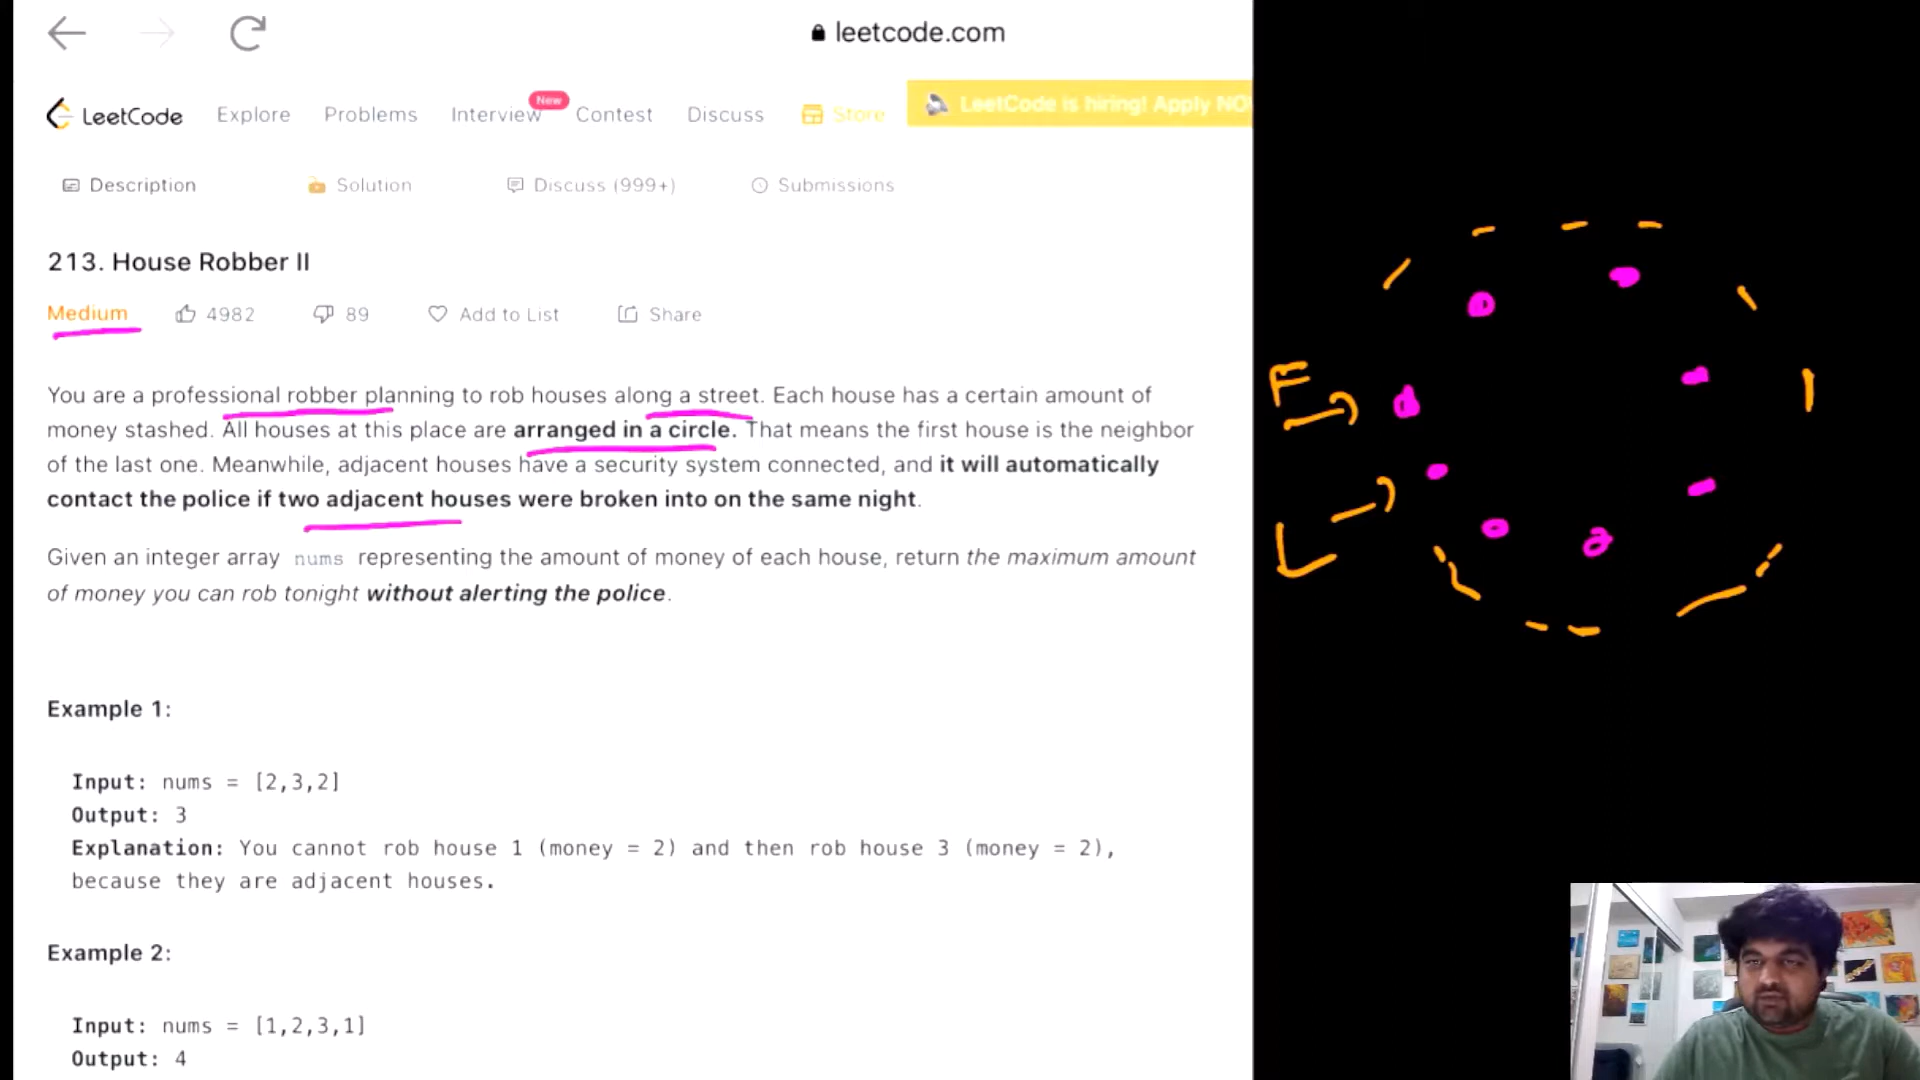 leetcode.com
LeetCode Explore Problems Interview New Contest Discuss Store LeetCode is hiring! Apply NO
Description Solution Discuss (999+) Submissions
213. House Robber II
Medium 4982 89 Add to List Share
You are a professional robber planning to rob houses along a street. Each house has a certain amount of
money stashed. All houses at this place are arranged in a circle. That means the first house is the neighbor
of the last one. Meanwhile, adjacent houses have a security system connected, and it will automatically
contact the police if two adjacent houses were broken into on the same night.
Given an integer array nums representing the amount of money of each house, return the maximum amount
of money you can rob tonight without alerting the police.
Example 1:
Input: nums = [2,3,2]
Output: 3
Explanation: You cannot rob house 1 (money = 2) and then rob house 3 (money = 2),
because they are adjacent houses.
Example 2:
Input: nums = [1,2,3,1]
Output: 4
F
L